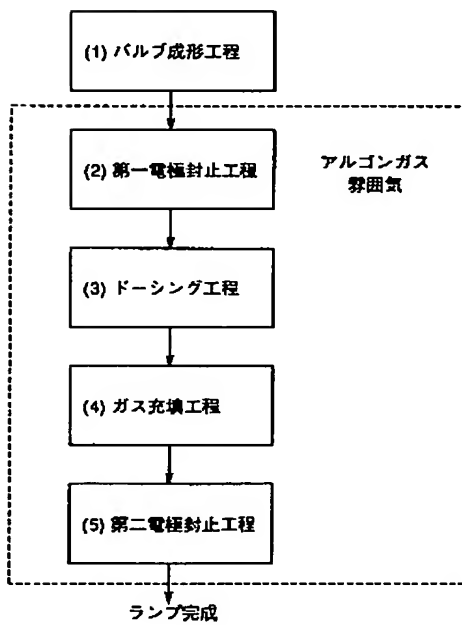 (1) バルブ成形工程
(2) 第一電極封止工程
アルゴンガス
雰囲気
(3) ドーシング工程
(4) ガス充填工程
(5) 第二電極封止工程
ランプ完成